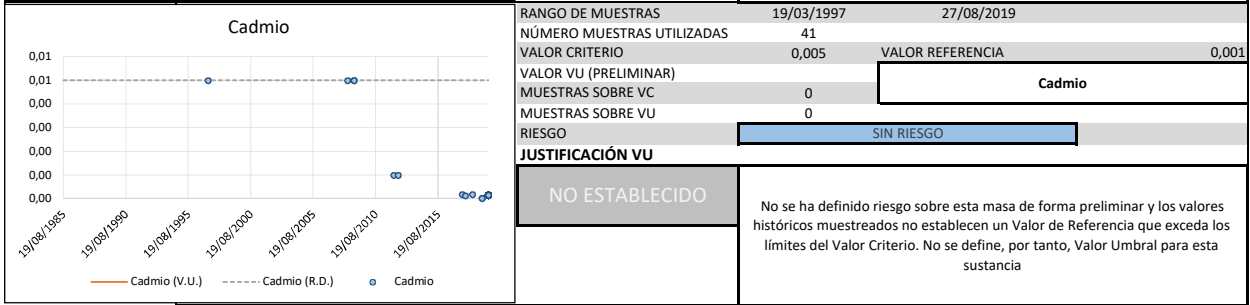 Cadmio
0,01
0,01
0,00
0,00
0,00
0,00
0,00
19/08/1985
19/08/1990
19/08/1995
19/08/2000
19/08/2005
19/08/2010
19/08/2015
Cadmio (V.U.) Cadmio (R.D.) Cadmio
RANGO DE MUESTRAS 19/03/1997 27/08/2019
NÚMERO MUESTRAS UTILIZADAS 41
VALOR CRITERIO 0,005 VALOR REFERENCIA 0,001
VALOR VU (PRELIMINAR)
Cadmio
MUESTRAS SOBRE VC 0
MUESTRAS SOBRE VU 0
RIESGO SIN RIESGO
JUSTIFICACIÓN VU
NO ESTABLECIDO
No se ha definido riesgo sobre esta masa de forma preliminar y los valores
históricos muestreados no establecen un Valor de Referencia que exceda los
límites del Valor Criterio. No se define, por tanto, Valor Umbral para esta
sustancia